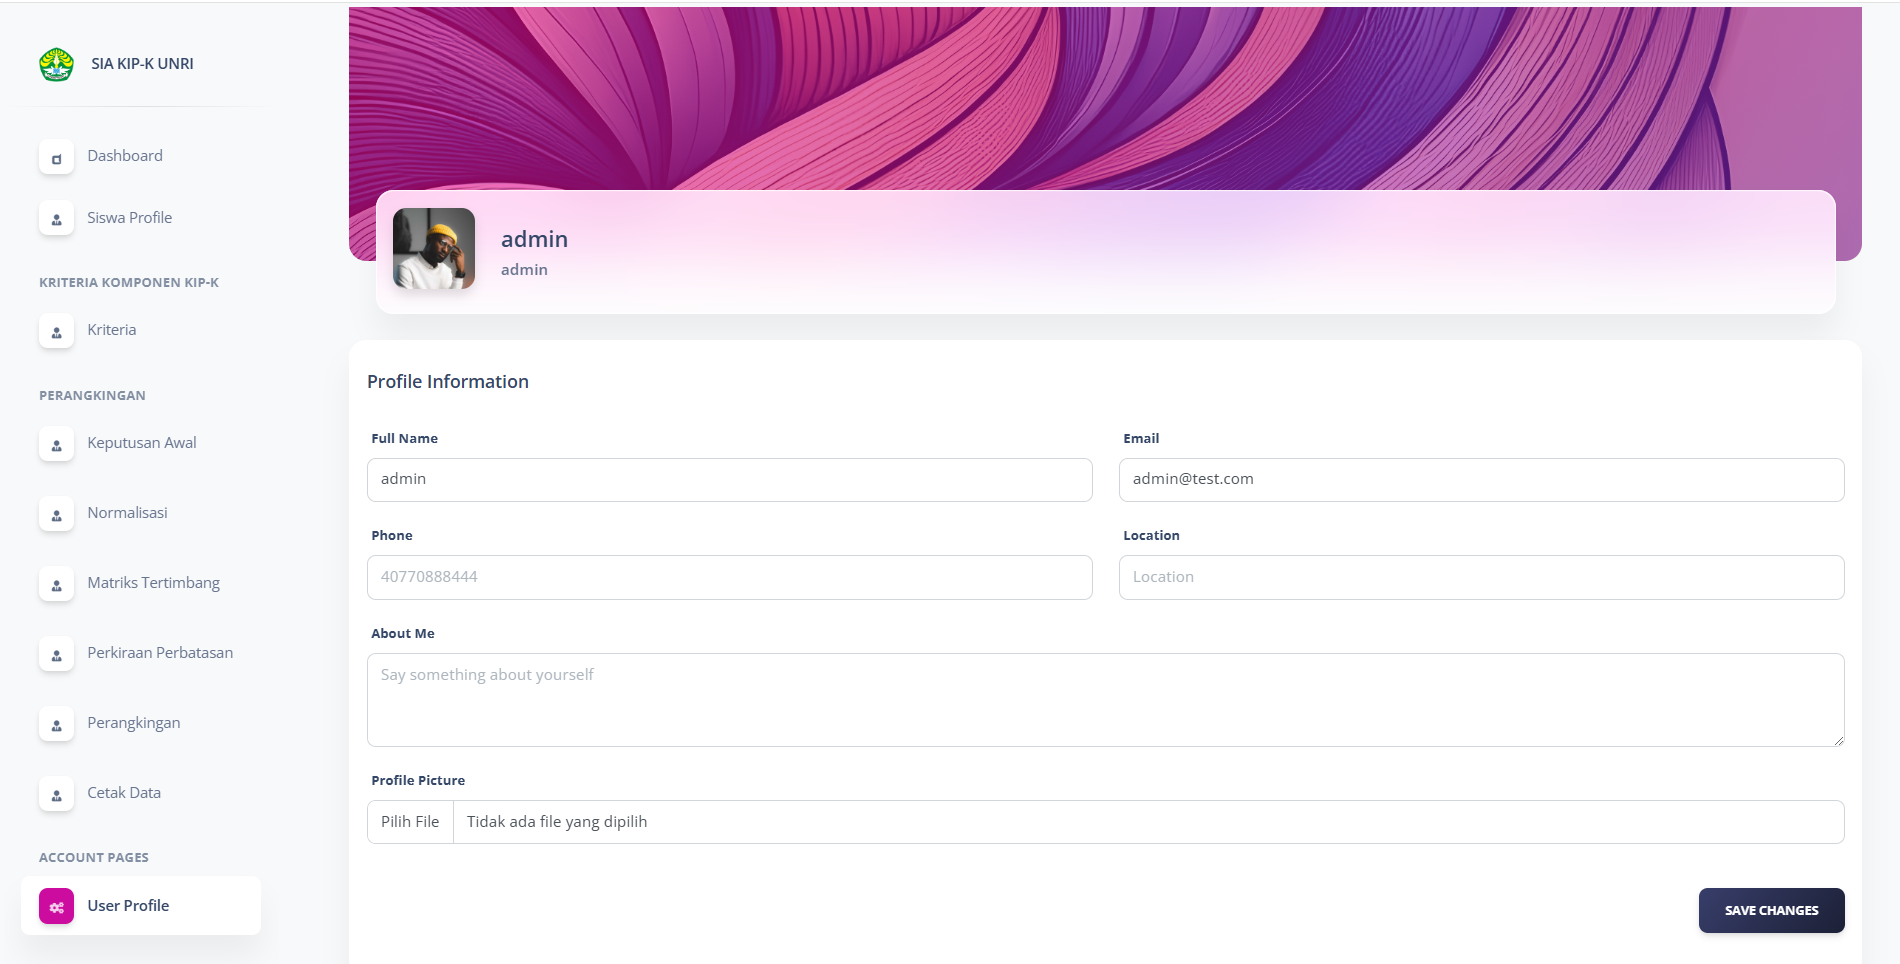 SIA KIP-K UNRI
Dashboard
Siswa Profile
KRITERIA KOMPONEN KIP-K
Kriteria
PERANGKINGAN
Keputusan Awal
Normalisasi
Matriks Tertimbang
Perkiraan Perbatasan
Perangkingan
Cetak Data
ACCOUNT PAGES
User Profile
admin
admin
Profile Information
Full Name
admin
Email
admin@test.com
Phone
40770888444
Location
Location
About Me
Say something about yourself
Profile Picture
Pilih File Tidak ada file yang dipilih
SAVE CHANGES